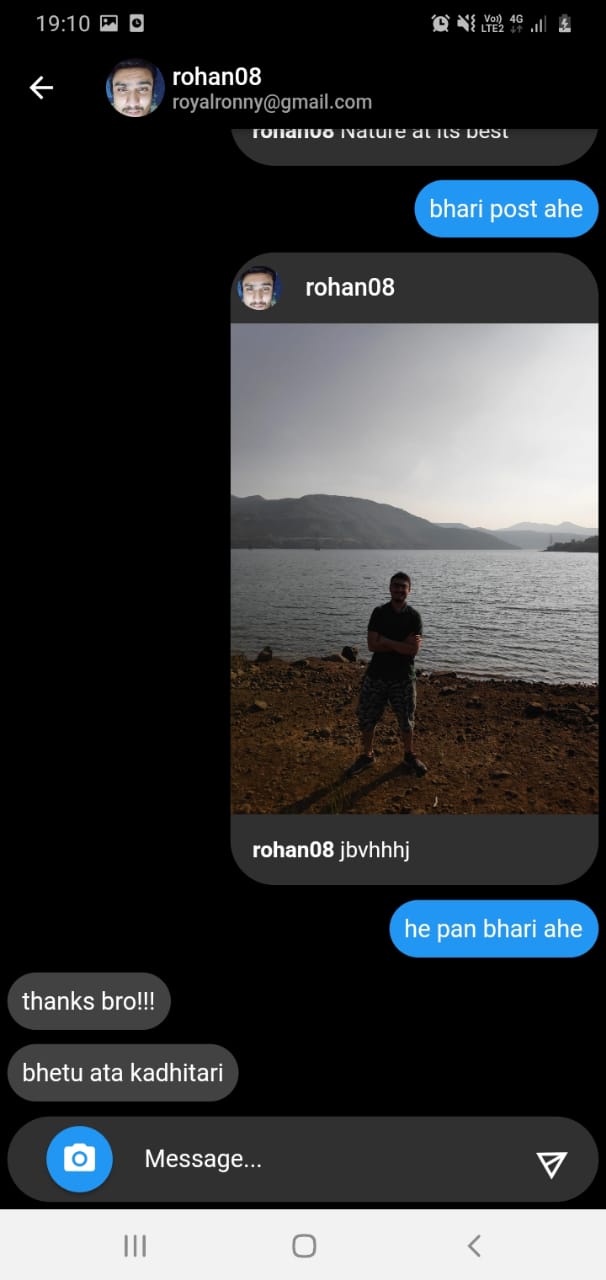 19:10
Vo)) 4G
LTE2
rohan08
royalronny@gmail.com
rohan08 Nature at its best
bhari post ahe
rohan08
rohan08 jbvhhhj
he pan bhari ahe
thanks bro!!!
bhetu ata kadhitari
Message...